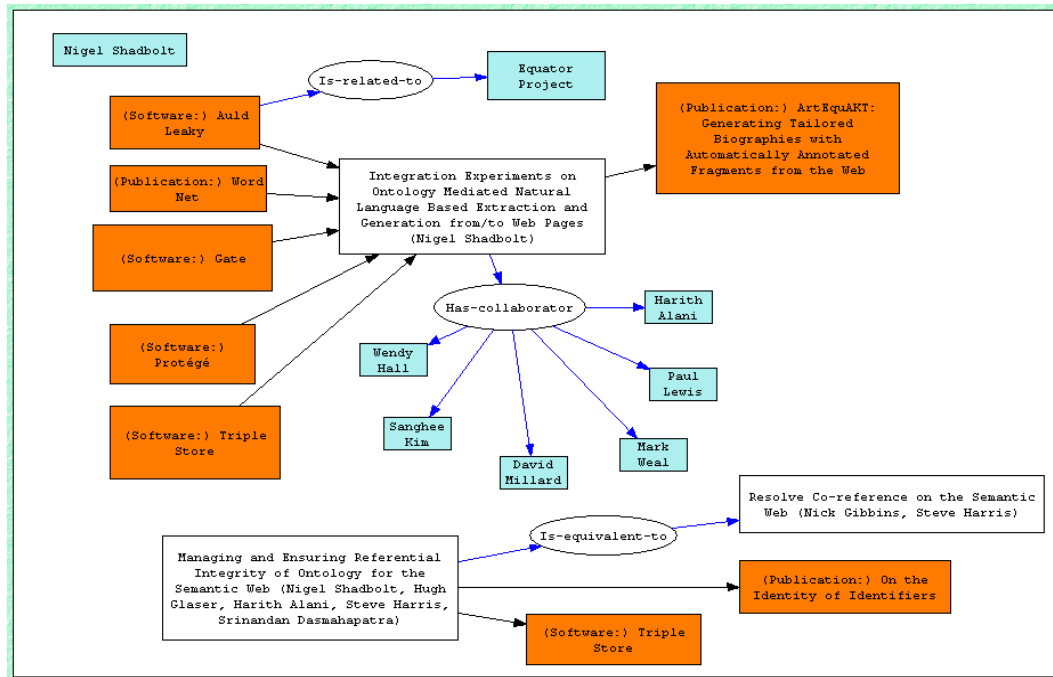 Nigel Shadbolt
Is-related-to
Equator
Project
(Software:) Auld
Leaky
(Publication:) ArtEquAKT:
Generating Tailored
Biographies with
Automatically Annotated
Fragments from the Web
(Publication:) Word
Net
Integration Experiments on
Ontology Mediated Natural
Language Based Extraction and
Generation from/to Web Pages
(Nigel Shadbolt)
(Software:) Gate
Has-collaborator
Harith
Alani
(Software:)
Protégé
Wendy
Hall
Paul
Lewis
(Software:) Triple
Store
Sanghee
Kim
Mark
Weal
David
Millard
Resolve Co-reference on the Semantic
Web (Nick Gibbins, Steve Harris)
Is-equivalent-to
Managing and Ensuring Referential
Integrity of Ontology for the
Semantic Web (Nigel Shadbolt, Hugh
Glaser, Harith Alani, Steve Harris,
Srinandan Dasmahapatra)
(Publication:) On the
Identity of Identifiers
(Software:) Triple
Store